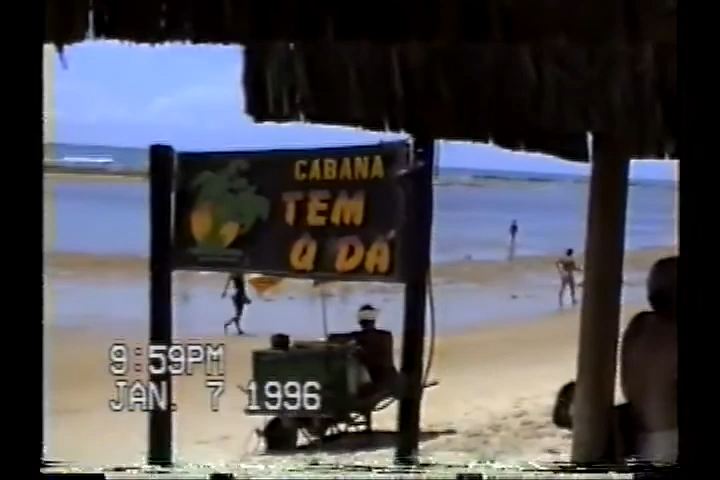 CABANA
TEM
Q DÁ
9:59PM
JAN. 7 1996